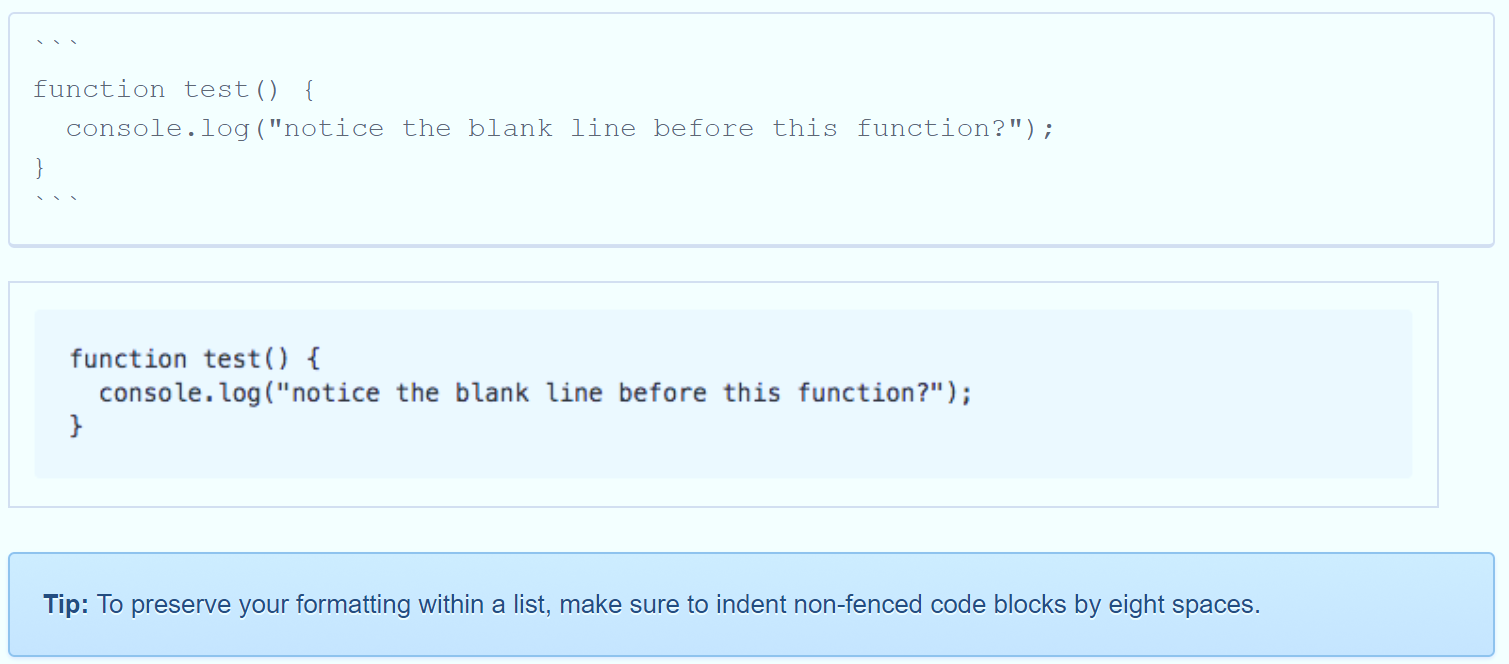 ```
function test() {
  console.log("notice the blank line before this function?");
}
```
function test() {
  console.log("notice the blank line before this function?");
}
Tip: To preserve your formatting within a list, make sure to indent non-fenced code blocks by eight spaces.